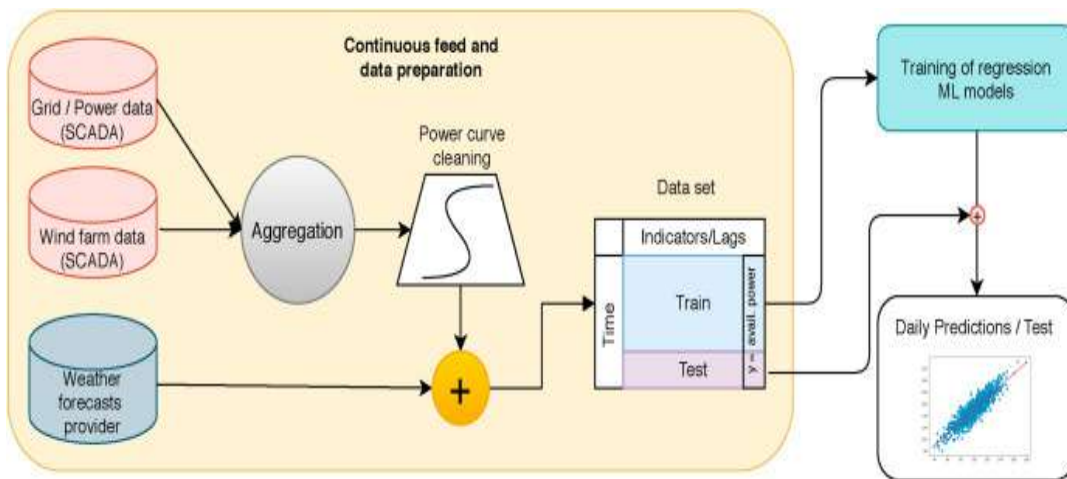 Continuous feed and
data preparation
Grid / Power data
(SCADA)
Wind farm data
(SCADA)
Weather
forecasts
provider
Aggregation
Power curve
cleaning
+
Data set
Indicators/Lags
Time
Train
Test
y – avail. power
Training of regression
ML models
+
Daily Predictions / Test